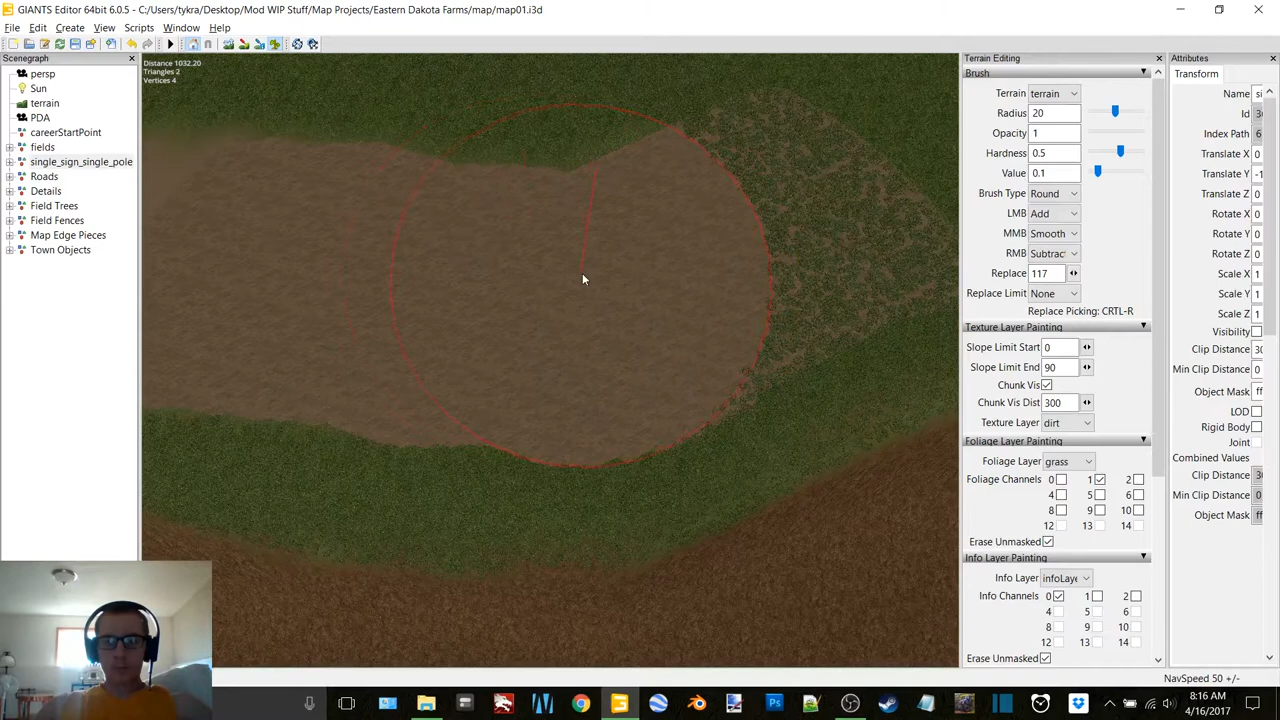 GIANTS Editor 64bit 6.0.5 - C:/Users/tykra/Desktop/Mod WIP Stuff/Map Projects/Eastern Dakota Farms/map/map01.i3d
File Edit Create Scripts Window Help
Scenegraph
persp
Sun
terrain
PDA
careerStartPoint
fields
single_sign_single_pole
Roads
Details
Field Trees
Field Fences
Map Edge Pieces
Town Objects
Distance 1032.20
Triangles 2
Vertices 4
Terrain Editing
Brush
Terrain terrain
Radius 20
Opacity 1
Hardness 0.5
Value 0.1
Brush Type Round
LMB Add
MMB Smooth
RMB Subtrac
Replace 117
Replace Limit None
Replace Picking: CRTL-R
Texture Layer Painting
Slope Limit Start 0
Slope Limit End 90
Chunk Vis
Chunk Vis Dist 300
Texture Layer dirt
Foliage Layer Painting
Foliage Layer grass
Foliage Channels 0 1 2
4 5 6
8 9 10
12 13 14
Erase Unmasked
Info Layer Painting
Info Layer infoLaye
Info Channels 0 1 2
4 5 6
8 9 10
12 13 14
Erase Unmasked
Attributes
Transform
Name si
Id 3
Index Path 6
Translate X 0
Translate Y -1
Translate Z 0
Rotate X 0
Rotate Y 0
Rotate Z 0
Scale X 1
Scale Y 1
Scale Z 1
Visibility
Clip Distance 30
Min Clip Distance 0
Object Mask ff
LOD
Rigid Body
Joint
Combined Values
Clip Distance 30
Min Clip Distance 0
Object Mask ff
NavSpeed 50 +/-
8:16 AM
4/16/2017